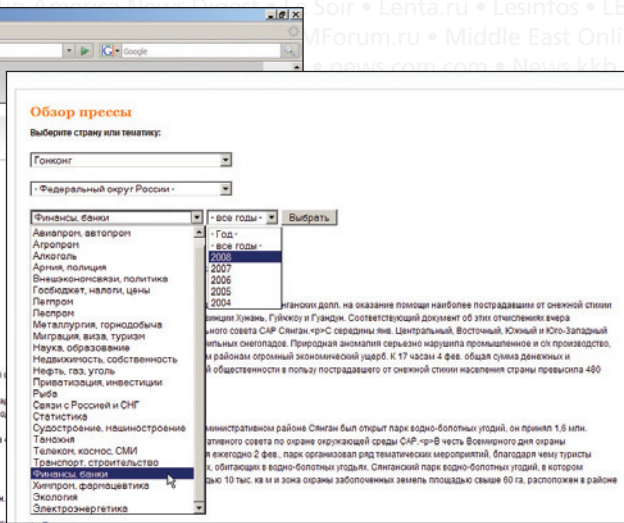 in America News Digest • Soir • Lenta.ru • Lesinfos • LE
MForum.ru • Middle East Onli
• news.com.com • News.kkb
Google
Обзор прессы
Выберите страну или тематику:
Гонконг
- Федеральный округ России -
Финансы, банки - все годы - Выбрать
Авиапром, автопром - Год -
Агропром - все годы -
Алкоголь 2008
Армия, полиция 2007
Внешэкономсвязи, политика 2006
Госбюджет, налоги, цены 2005
Легпром 2004
Леспром
Металлургия, горнодобыча
Миграция, виза, туризм
Наука, образование
Недвижимость, собственность
Нефть, газ, уголь
Приватизация, инвестиции
Рыба
Связи с Россией и СНГ
Статистика
Судостроение, машиностроение
Таможня
Телеком, космос, СМИ
Транспорт, строительство
Финансы, банки
Химпром, фармацевтика
Экология
Электроэнергетика
нганских долл. на оказание помощи наиболее пострадавшим от снежной стихии
винции Хунань, Гуйчжоу и Гуандун. Соответствующий документ об этих отчислениях вчера
ьного совета САР Сянган.<p>С середины янв. Центральный, Восточный, Южный и Юго-Западный
ильных снегопадов. Природная аномалия серьезно нарушила промышленное и с/х производство,
м районам огромный экономический ущерб. К 17 часам 4 фев. общая сумма денежных и
й общественности в пользу пострадавшего от снежной стихии населения страны превысила 480
министративном районе Сянган был открыт парк водно-болотных угодий, он принял 1,6 млн.
ративного совета по охране окружающей среды САР.<p>В честь Всемирного дня охраны
я ежегодно 2 фев., парк организовал ряд тематических мероприятий, благодаря чему туристы
х, обитающих в водно-болотных угодьях. Сянганский парк водно-болотных угодий, в котором
дью 10 тыс. кв м и зона охраны заболоченных земель площадью свыше 60 га, расположен в районе